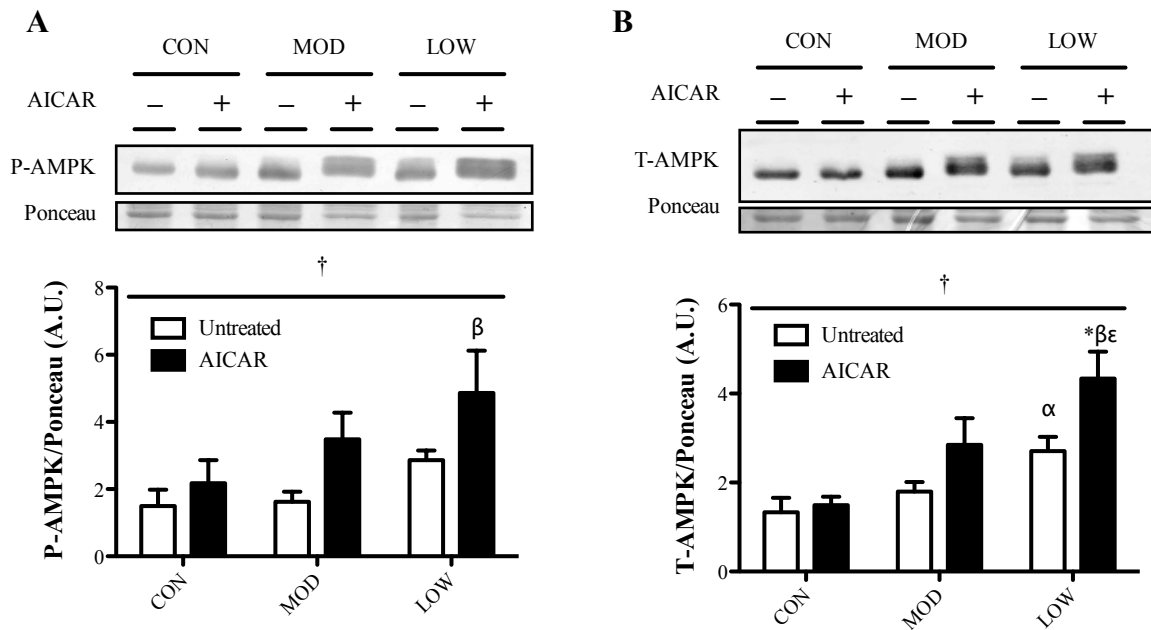 A
CON MOD LOW
AICAR – + – + – +
P-AMPK
Ponceau
†
8
6
4
2
0
P-AMPK/Ponceau (A.U.)
Untreated
AICAR
β
CON MOD LOW
B
CON MOD LOW
AICAR – + – + – +
T-AMPK
Ponceau
†
6
4
2
0
T-AMPK/Ponceau (A.U.)
Untreated
AICAR
α
*βε
CON MOD LOW